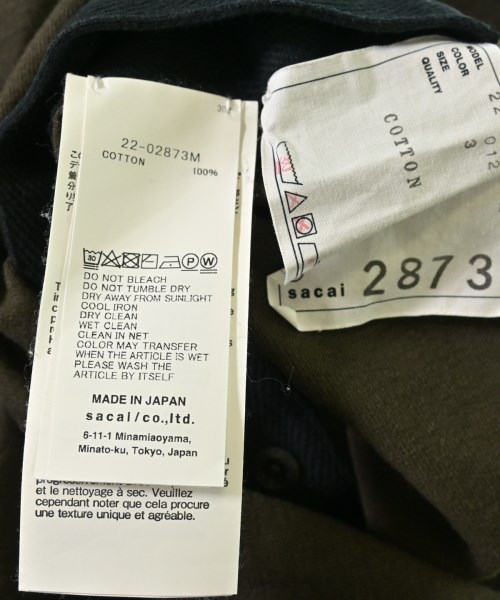 22-02873M
COTTON 100%
30
DO NOT BLEACH
DO NOT TUMBLE DRY
DRY AWAY FROM SUNLIGHT
COOL IRON
DRY CLEAN
WET CLEAN
CLEAN IN NET
COLOR MAY TRANSFER
WHEN THE ARTICLE IS WET
PLEASE WASH THE
ARTICLE BY ITSELF
MADE IN JAPAN
sacai/co.,ltd.
6-11-1 Minamiaoyama,
Minato-ku, Tokyo, Japan
et le nettoyage à sec. Veuillez
cependant noter que cela procure
une texture unique et agréable.
MODEL
COLOR 012
SIZE 3
QUALITY
COTTON
sacai 2873